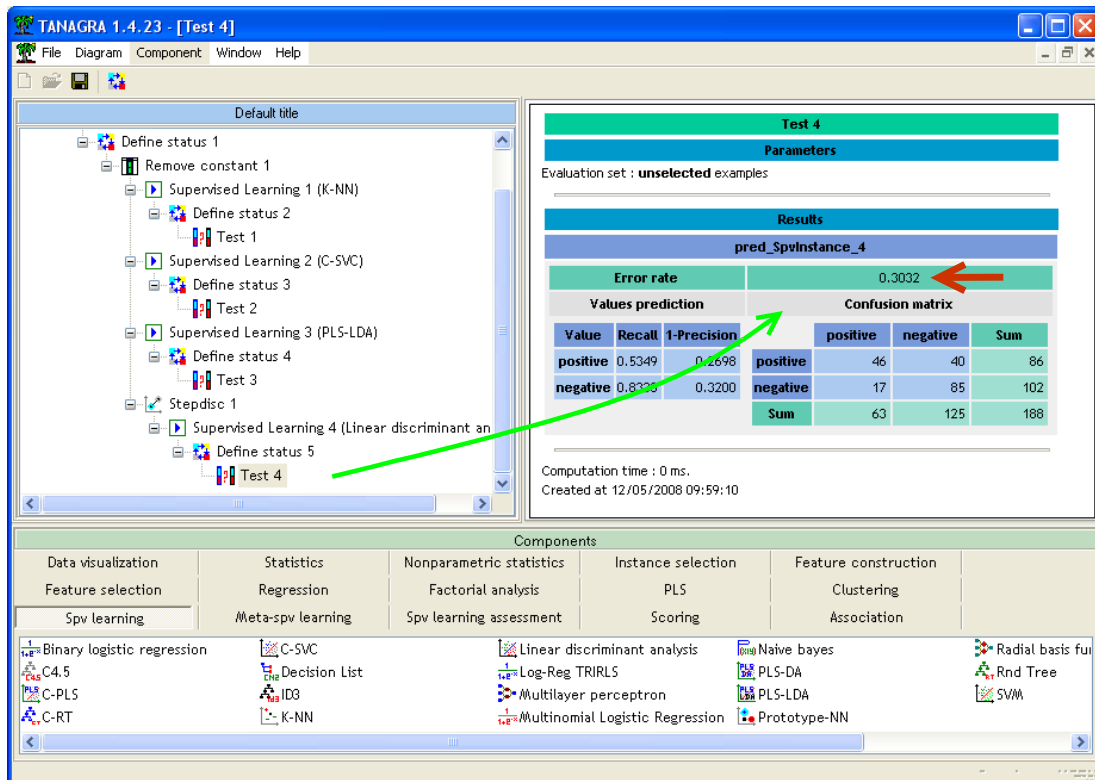 TANAGRA 1.4.23 - [Test 4]
File Diagram Component Window Help
Default title
Define status 1
Remove constant 1
Supervised Learning 1 (K-NN)
Define status 2
Test 1
Supervised Learning 2 (C-SVC)
Define status 3
Test 2
Supervised Learning 3 (PLS-LDA)
Define status 4
Test 3
Stepdisc 1
Supervised Learning 4 (Linear discriminant an
Define status 5
Test 4
Test 4
Parameters
Evaluation set : unselected examples
Results
pred_SpvInstance_4
Error rate 0.3032
Values prediction Confusion matrix
Value Recall 1-Precision positive negative Sum
positive 0.5349 0.2698 positive 46 40 86
negative 0.8333 0.3200 negative 17 85 102
Sum 63 125 188
Computation time : 0 ms.
Created at 12/05/2008 09:59:10
Components
Data visualization Statistics Nonparametric statistics Instance selection Feature construction
Feature selection Regression Factorial analysis PLS Clustering
Spv learning Meta-spv learning Spv learning assessment Scoring Association
Binary logistic regression C-SVC Linear discriminant analysis Naive bayes Radial basis fu
C4.5 Decision List Log-Reg TRIRLS PLS-DA Rnd Tree
C-PLS ID3 Multilayer perceptron PLS-LDA SVM
C-RT K-NN Multinomial Logistic Regression Prototype-NN